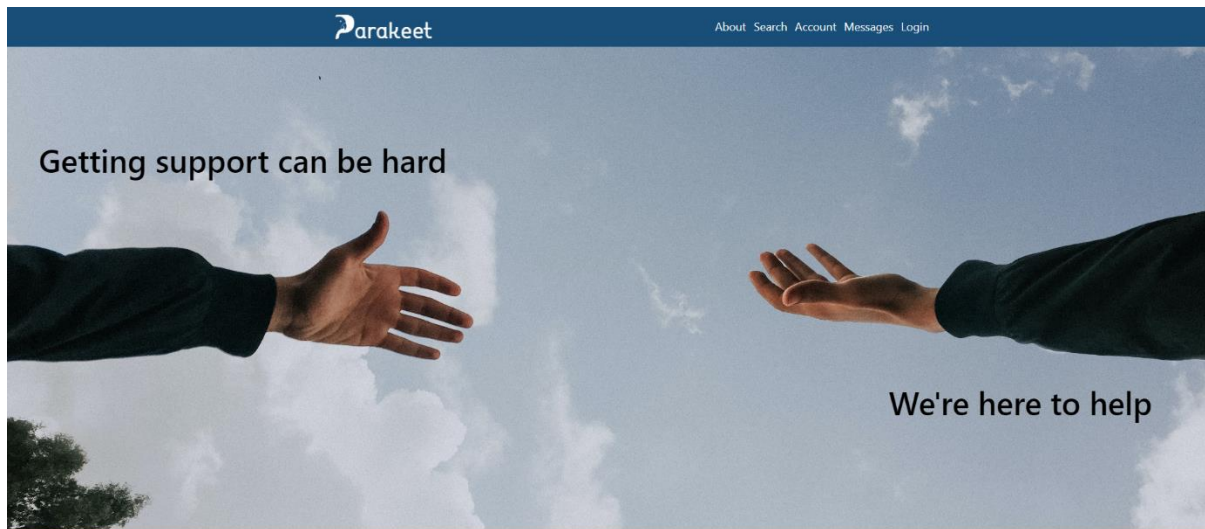 Parakeet
About Search Account Messages Login
Getting support can be hard
We're here to help